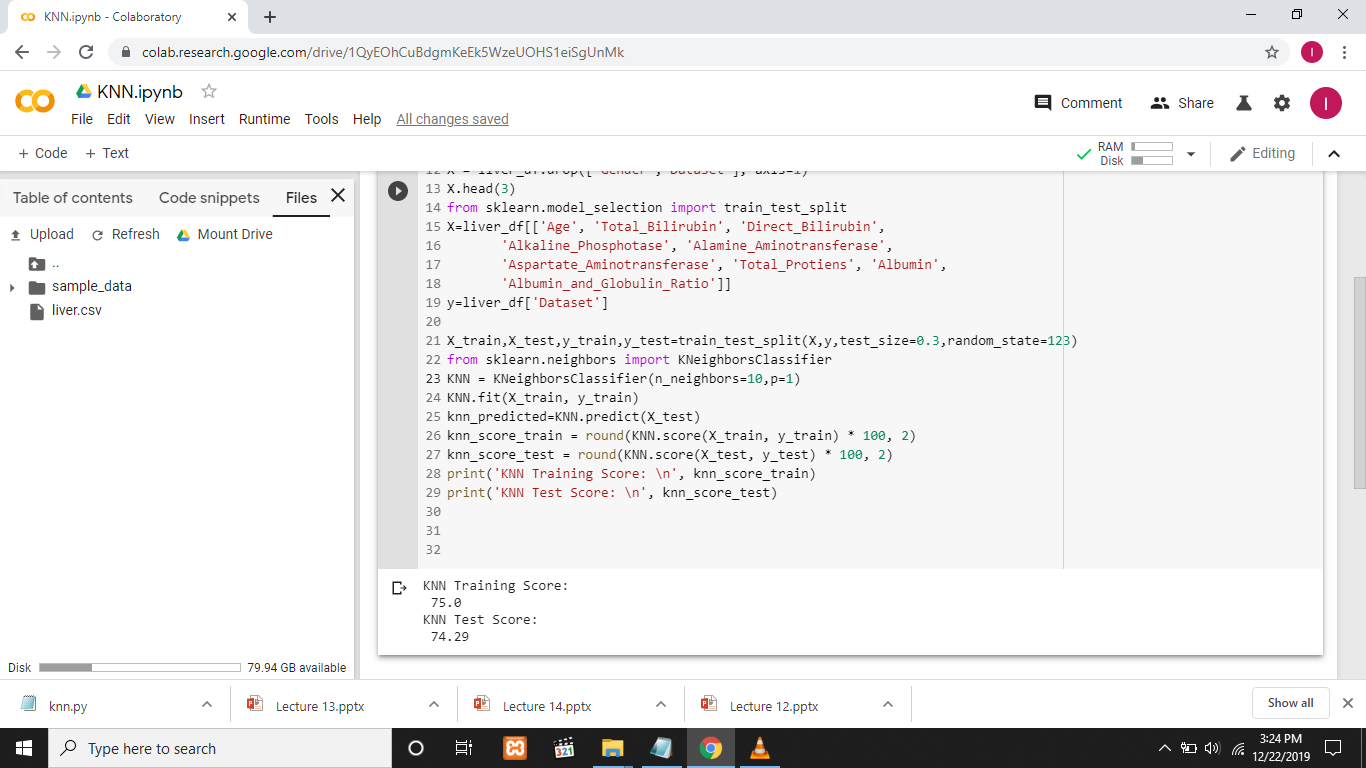 KNN.ipynb - Colaboratory
colab.research.google.com/drive/1QyEOhCuBdgmKeEk5WzeUOHS1eiSgUnMk
I
KNN.ipynb
File Edit View Insert Runtime Tools Help All changes saved
Comment Share I
+ Code + Text
RAM
Disk
Editing
Table of contents Code snippets Files
Upload Refresh Mount Drive
..
sample_data
liver.csv
Disk 79.94 GB available
12 X = liver_df.drop(['Gender','Dataset'], axis=1)
13 X.head(3)
14 from sklearn.model_selection import train_test_split
15 X=liver_df[['Age', 'Total_Bilirubin', 'Direct_Bilirubin',
16 'Alkaline_Phosphotase', 'Alamine_Aminotransferase',
17 'Aspartate_Aminotransferase', 'Total_Protiens', 'Albumin',
18 'Albumin_and_Globulin_Ratio']]
19 y=liver_df['Dataset']
20
21 X_train,X_test,y_train,y_test=train_test_split(X,y,test_size=0.3,random_state=123)
22 from sklearn.neighbors import KNeighborsClassifier
23 KNN = KNeighborsClassifier(n_neighbors=10,p=1)
24 KNN.fit(X_train, y_train)
25 knn_predicted=KNN.predict(X_test)
26 knn_score_train = round(KNN.score(X_train, y_train) * 100, 2)
27 knn_score_test = round(KNN.score(X_test, y_test) * 100, 2)
28 print('KNN Training Score: \n', knn_score_train)
29 print('KNN Test Score: \n', knn_score_test)
30
31
32
KNN Training Score:
75.0
KNN Test Score:
74.29
knn.py Lecture 13.pptx Lecture 14.pptx Lecture 12.pptx Show all
Type here to search
321
3:24 PM
12/22/2019